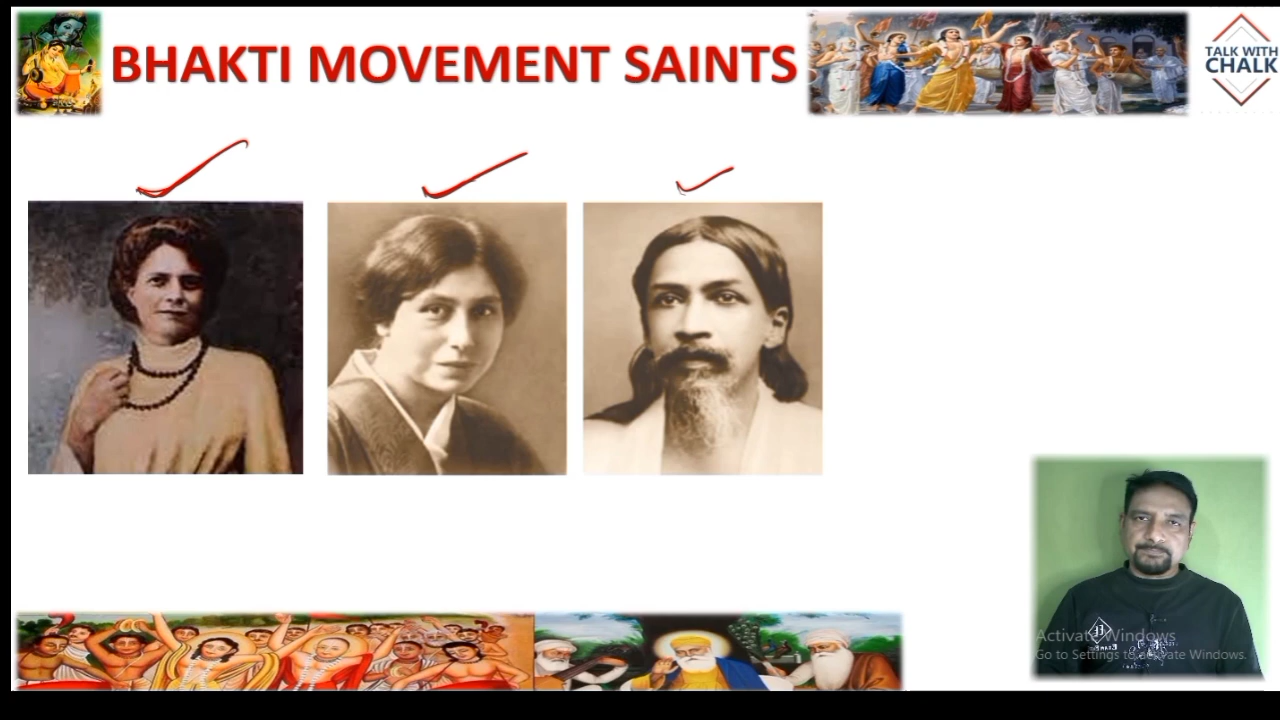 BHAKTI MOVEMENT SAINTS
TALK WITH
CHALK
Activate Windows
Go to Settings to activate Windows.